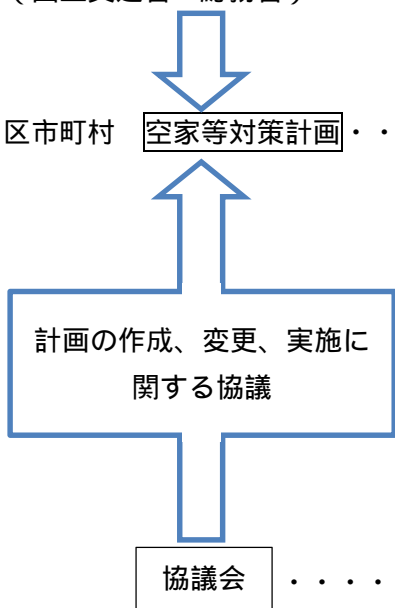 区市町村 空家等対策計画・・
計画の作成、変更、実施に
関する協議
協議会 ・・・・